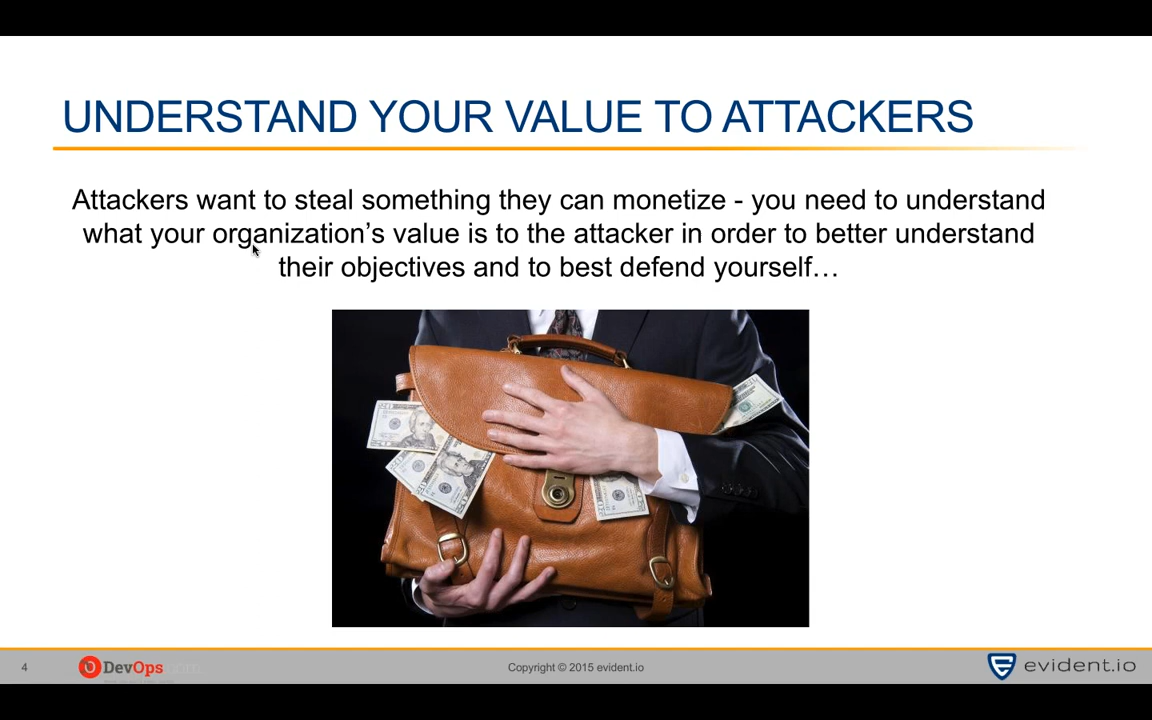 UNDERSTAND YOUR VALUE TO ATTACKERS
Attackers want to steal something they can monetize - you need to understand
what your organization’s value is to the attacker in order to better understand
their objectives and to best defend yourself…
4
DevOps.com
Copyright © 2015 evident.io
evident.io